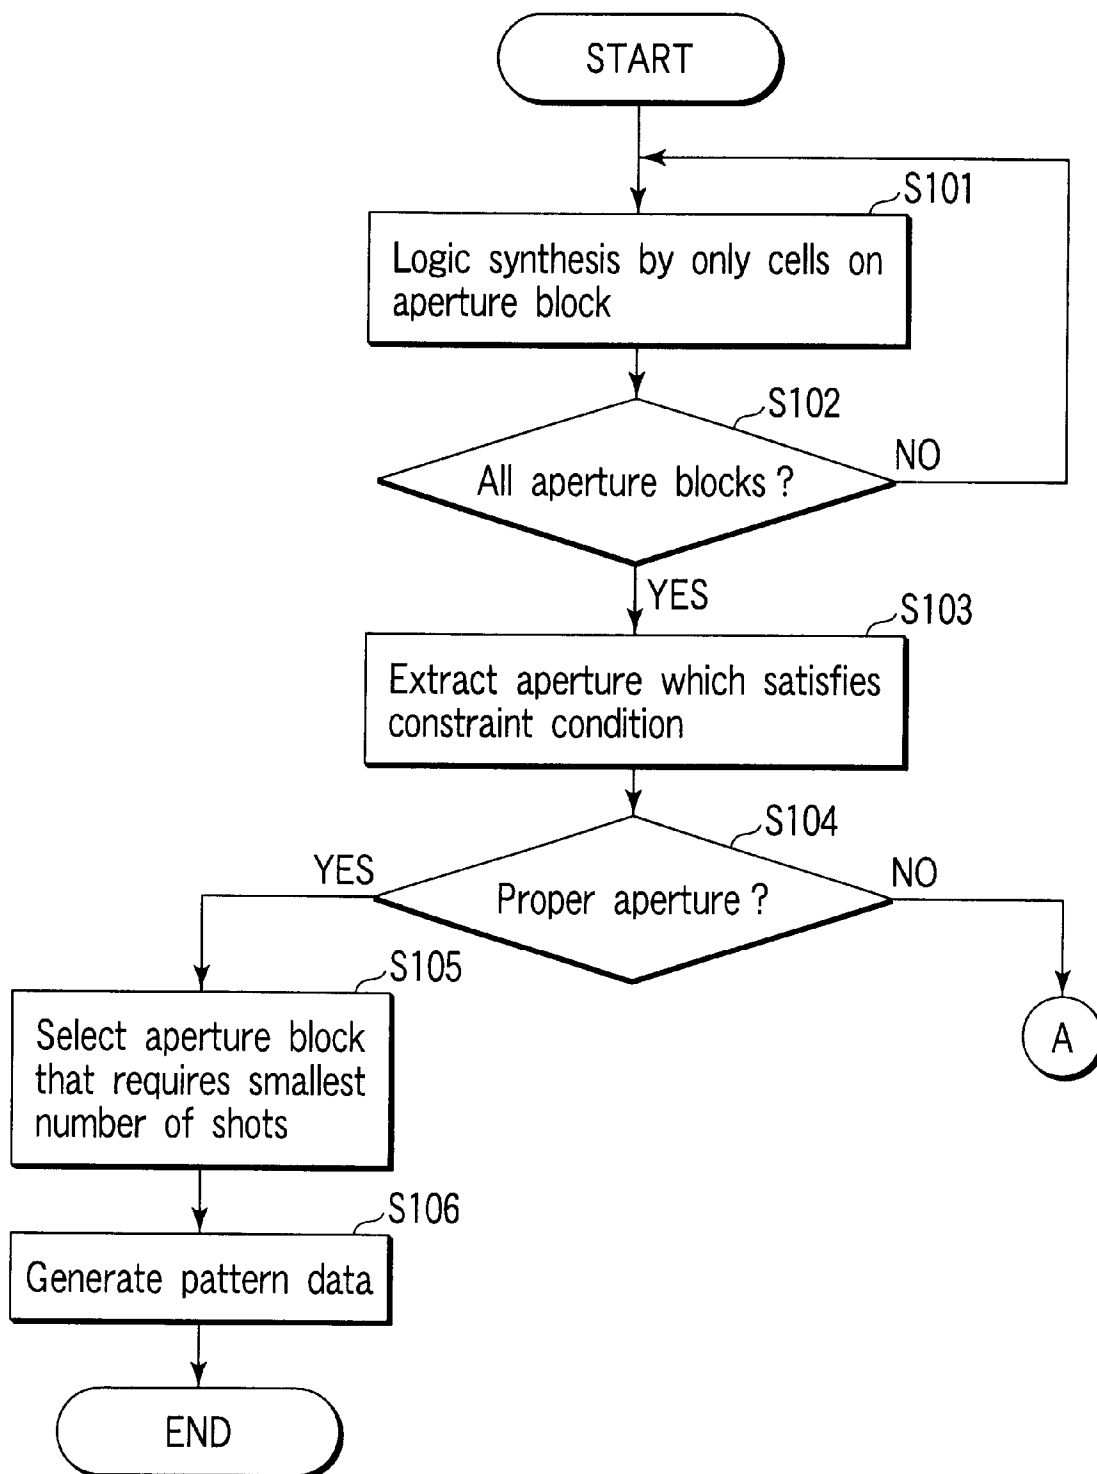 START
S101
Logic synthesis by only cells on
aperture block
S102
All aperture blocks ?
NO
YES
S103
Extract aperture which satisfies
constraint condition
S104
YES
Proper aperture ?
NO
S105
Select aperture block
that requires smallest
number of shots
A
S106
Generate pattern data
END